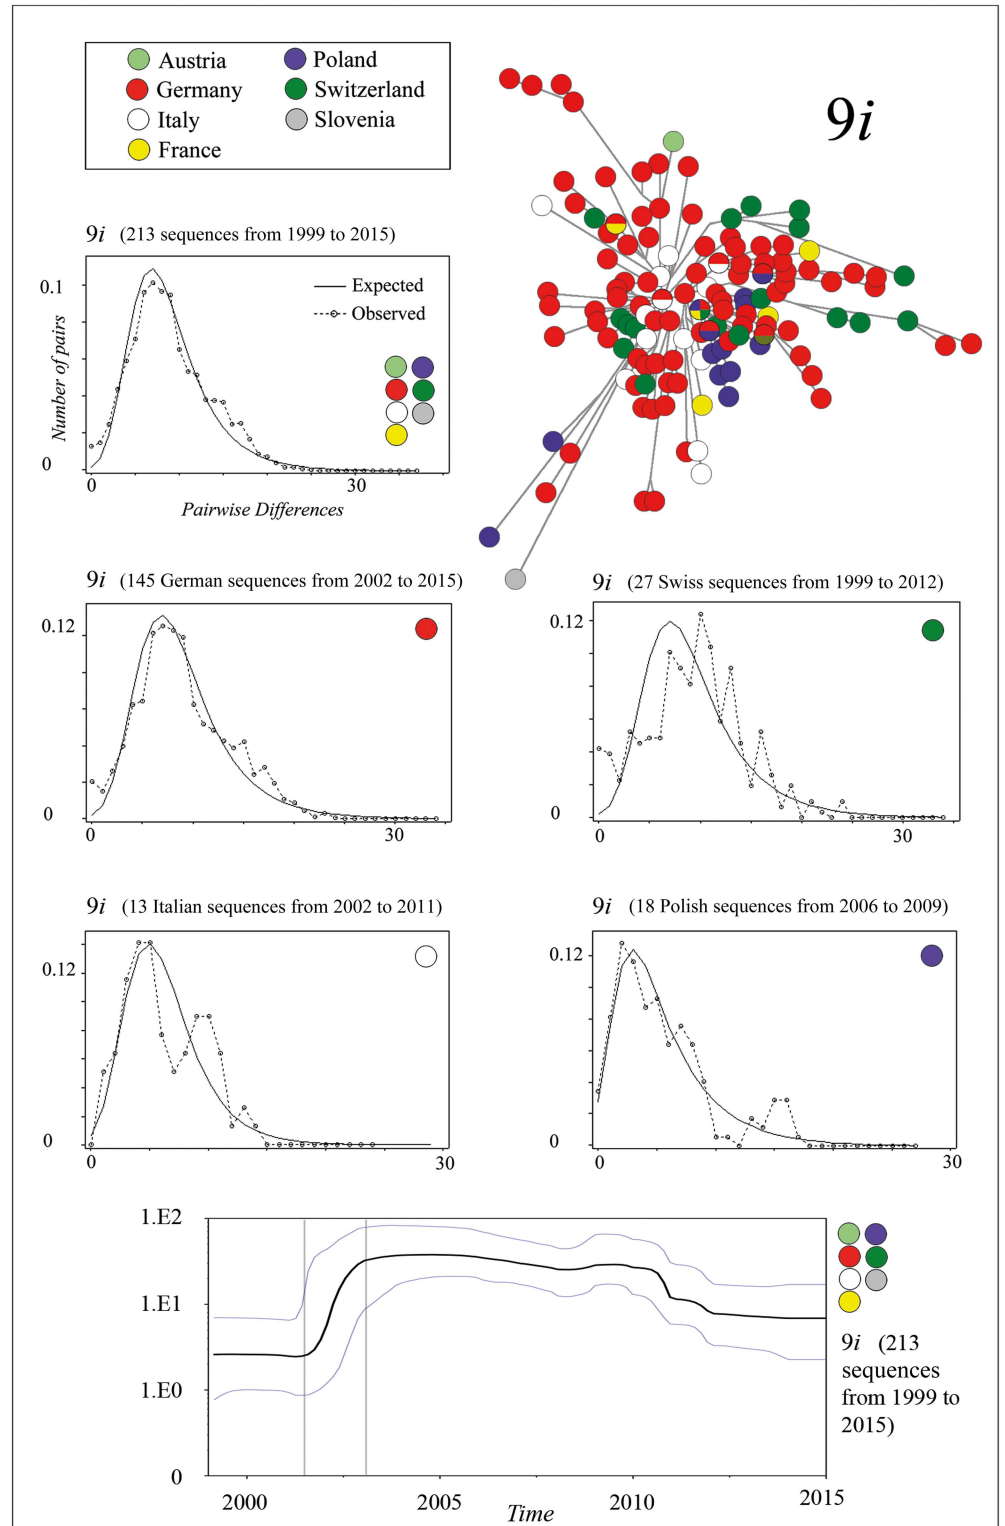 Austria
Germany
Italy
France
Poland
Switzerland
Slovenia
9i
9i (213 sequences from 1999 to 2015)
Expected
Observed
Number of pairs
0.1
0
0
30
Pairwise Differences
9i (145 German sequences from 2002 to 2015)
0.12
0
0
30
9i (27 Swiss sequences from 1999 to 2012)
0.12
0
0
30
9i (13 Italian sequences from 2002 to 2011)
0.12
0
0
30
9i (18 Polish sequences from 2006 to 2009)
0.12
0
0
30
1.E2
1.E1
1.E0
0
2000
2005
2010
2015
Time
9i (213
sequences
from 1999 to
2015)